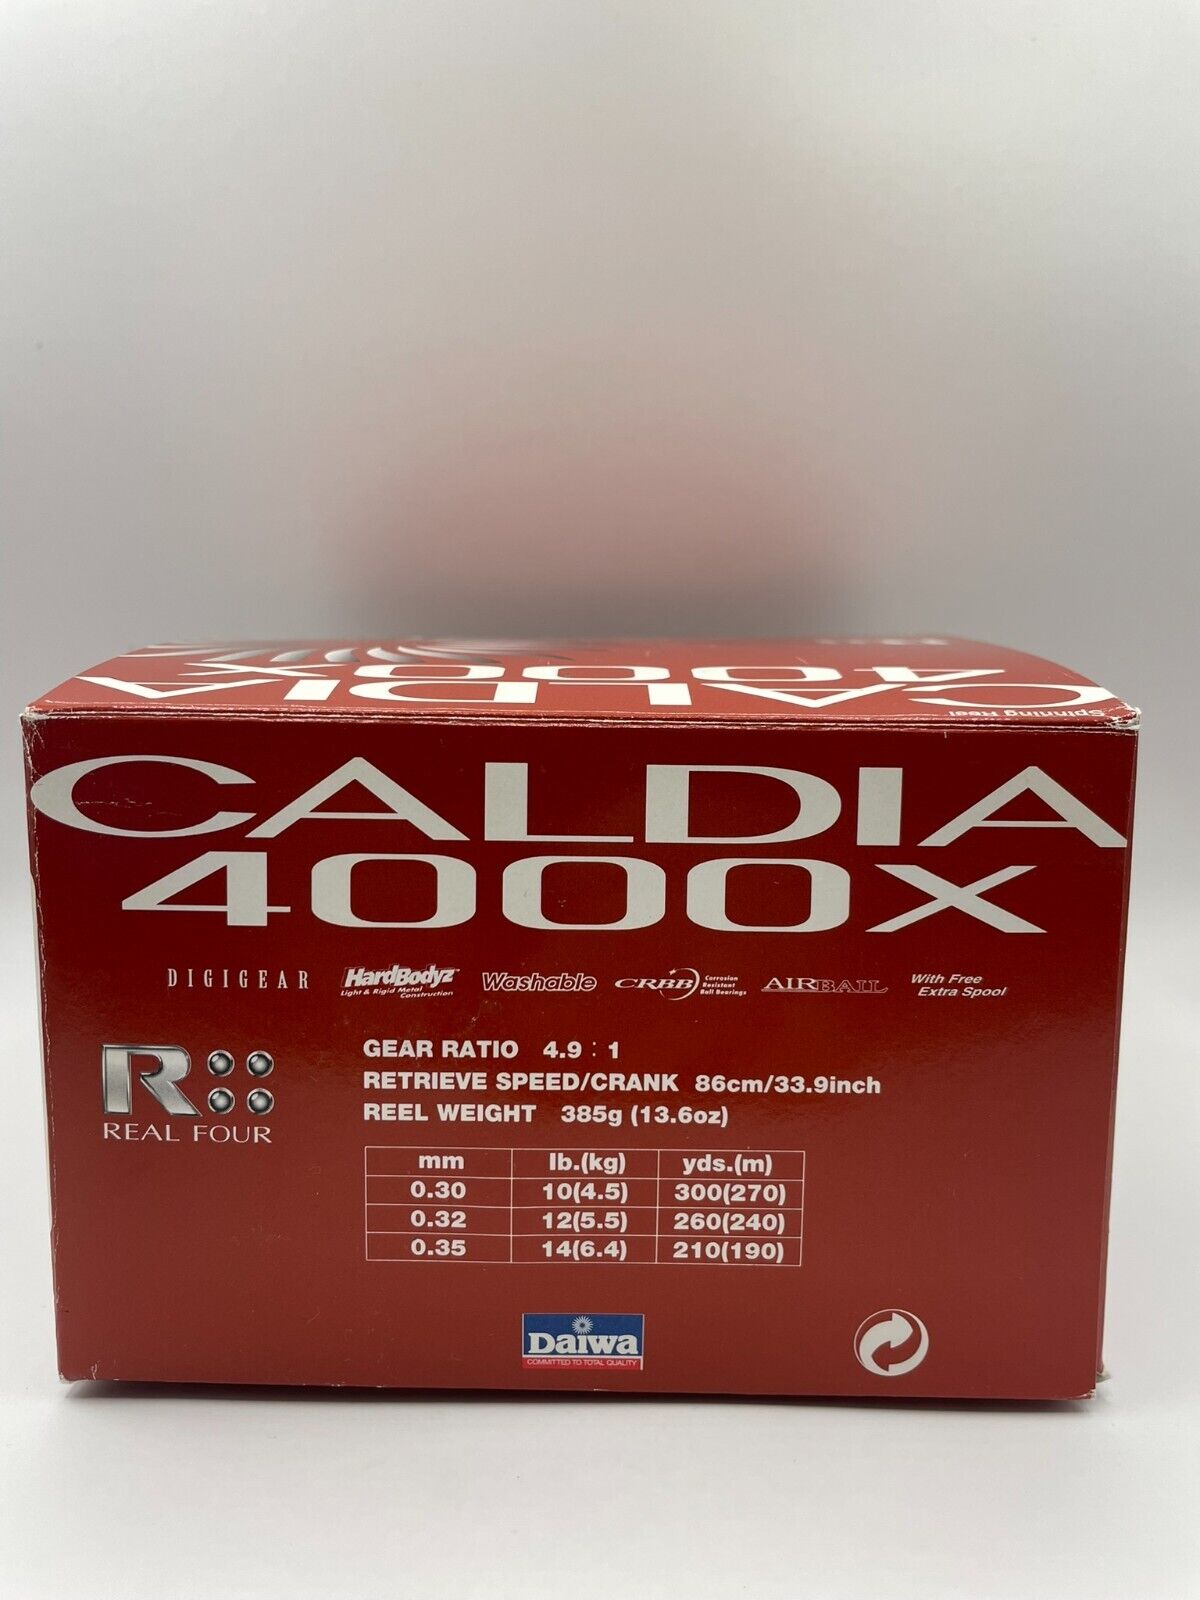 CALDIA
4000X
Spinning Reel
CALDIA
4000X
DIGIGEAR HardBodyz™ Light & Rigid Metal Construction Washable CRBB Corrosion Resistant Ball Bearings AIRBAIL With Free Extra Spool
R
REAL FOUR
GEAR RATIO 4.9 : 1
RETRIEVE SPEED/CRANK 86cm/33.9inch
REEL WEIGHT 385g (13.6oz)
mm lb.(kg) yds.(m)
0.30 10(4.5) 300(270)
0.32 12(5.5) 260(240)
0.35 14(6.4) 210(190)
Daiwa
COMMITTED TO TOTAL QUALITY